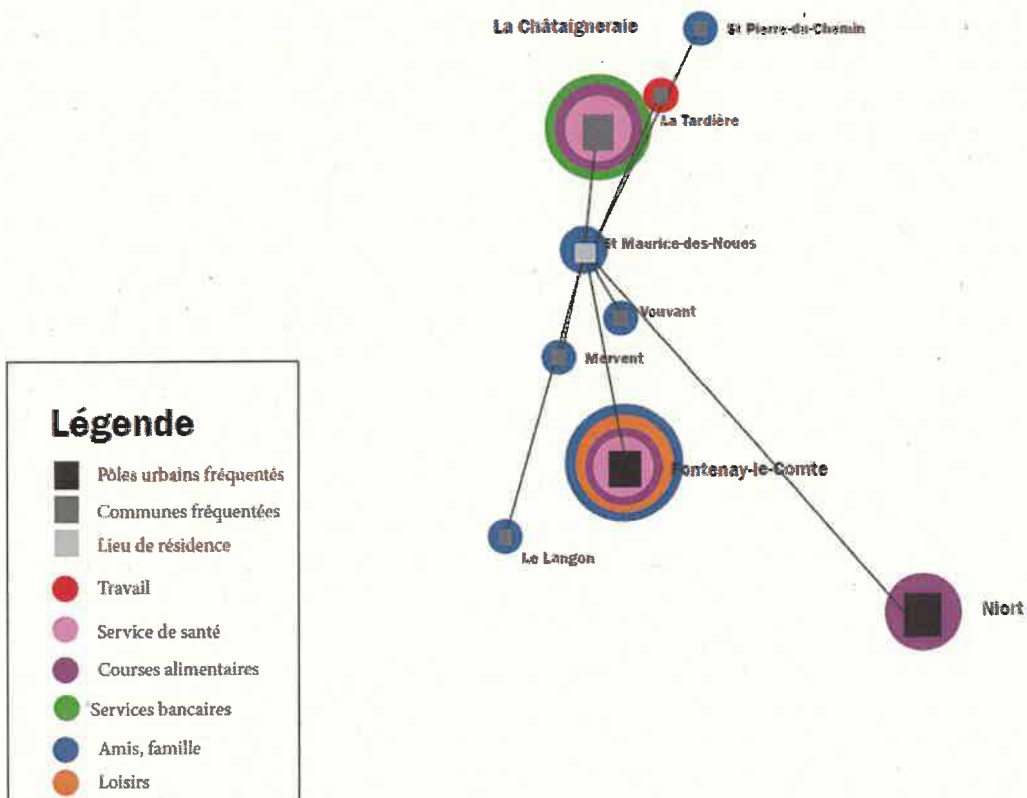 La Châtaigneraie
St Pierre-du-Chemin
La Tardière
St Maurice-des-Noues
Vouvant
Mervent
Fontenay-le-Comte
Le Langon
Niort
Légende
Pôles urbains fréquentés
Communes fréquentées
Lieu de résidence
Travail
Service de santé
Courses alimentaires
Services bancaires
Amis, famille
Loisirs